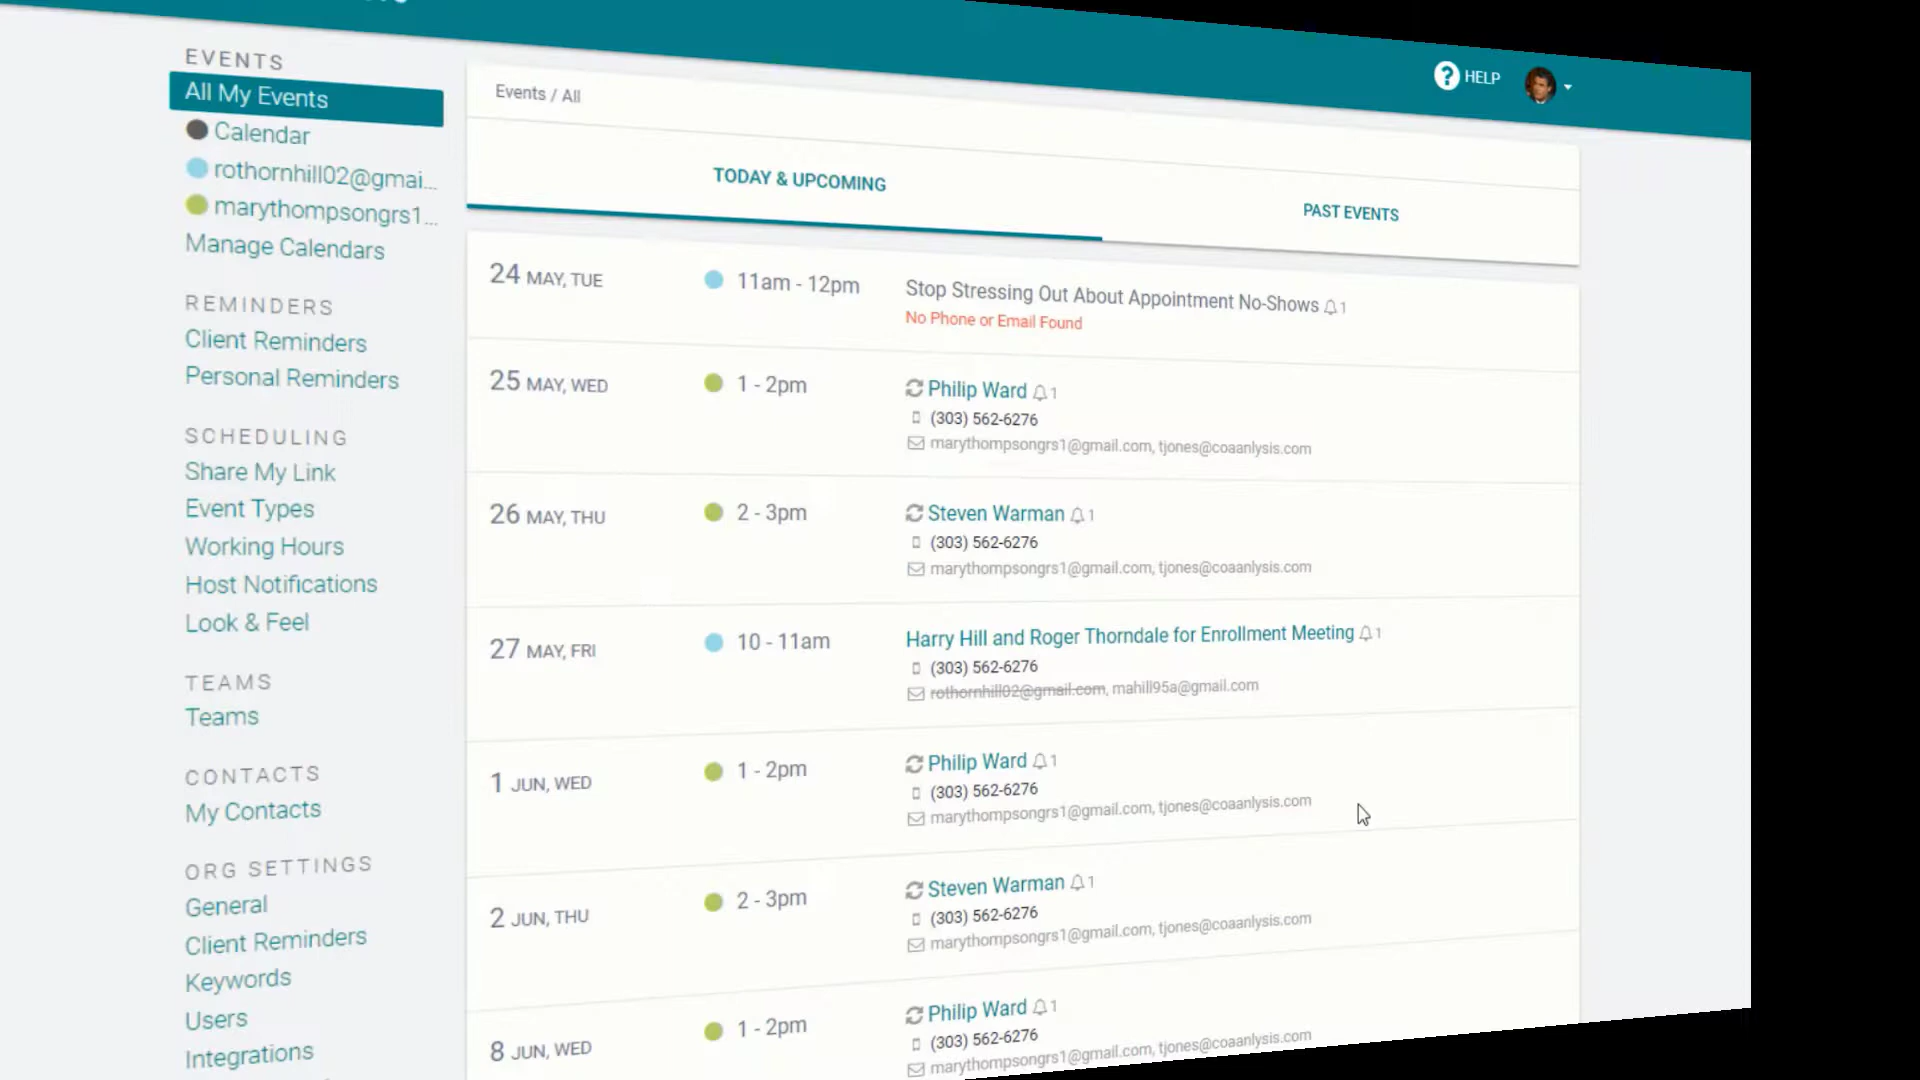 EVENTS
All My Events
Calendar
rothornhill02@gmai...
marythompsongrs1...
Manage Calendars
REMINDERS
Client Reminders
Personal Reminders
SCHEDULING
Share My Link
Event Types
Working Hours
Host Notifications
Look & Feel
TEAMS
Teams
CONTACTS
My Contacts
ORG SETTINGS
General
Client Reminders
Keywords
Users
Integrations
? HELP
Events / All
TODAY & UPCOMING
PAST EVENTS
24 MAY, TUE
11am - 12pm
Stop Stressing Out About Appointment No-Shows 1
No Phone or Email Found
25 MAY, WED
1 - 2pm
Philip Ward 1
(303) 562-6276
marythompsongrs1@gmail.com, tjones@coaanlysis.com
26 MAY, THU
2 - 3pm
Steven Warman 1
(303) 562-6276
marythompsongrs1@gmail.com, tjones@coaanlysis.com
27 MAY, FRI
10 - 11am
Harry Hill and Roger Thorndale for Enrollment Meeting 1
(303) 562-6276
rothornhill02@gmail.com, mahill95a@gmail.com
1 JUN, WED
1 - 2pm
Philip Ward 1
(303) 562-6276
marythompsongrs1@gmail.com, tjones@coaanlysis.com
2 JUN, THU
2 - 3pm
Steven Warman 1
(303) 562-6276
marythompsongrs1@gmail.com, tjones@coaanlysis.com
8 JUN, WED
1 - 2pm
Philip Ward 1
(303) 562-6276
marythompsongrs1@gmail.com, tjones@coaanlysis.com